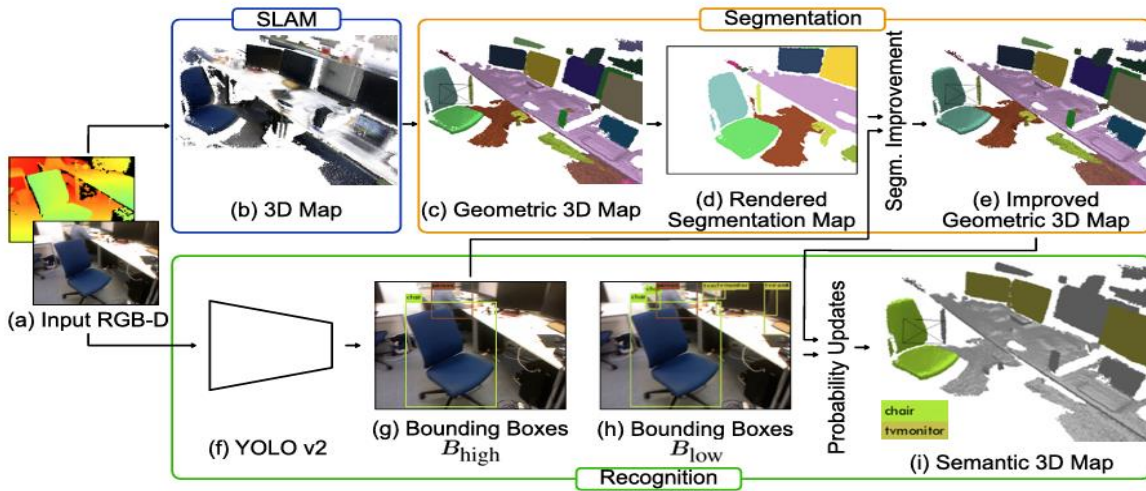 SLAM
Segmentation
(b) 3D Map
(c) Geometric 3D Map
(d) Rendered
Segmentation Map
Segm. Improvement
(e) Improved
Geometric 3D Map
(a) Input RGB-D
(f) YOLO v2
chair
(g) Bounding Boxes
B_high
chair
(h) Bounding Boxes
B_low
Probability Updates
chair
tvmonitor
(i) Semantic 3D Map
Recognition